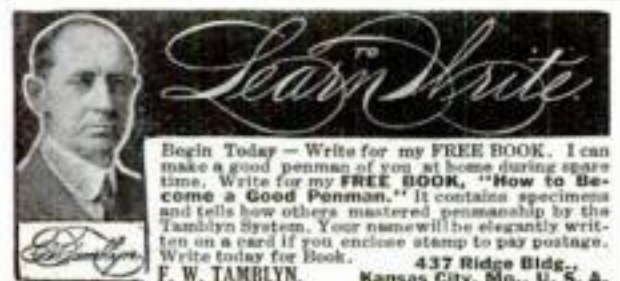 Learn to Write
Begin Today — Write for my FREE BOOK. I can
make a good penman of you at home during spare
time. Write for my FREE BOOK, "How to Be-
come a Good Penman." It contains specimens
and tells how others mastered penmanship by the
Tamblyn System. Your name will be elegantly writ-
ten on a card if you enclose stamp to pay postage.
Write today for Book.
F. W. Tamblyn
F. W. TAMBLYN,
437 Ridge Bldg.,
Kansas City, Mo., U. S. A.